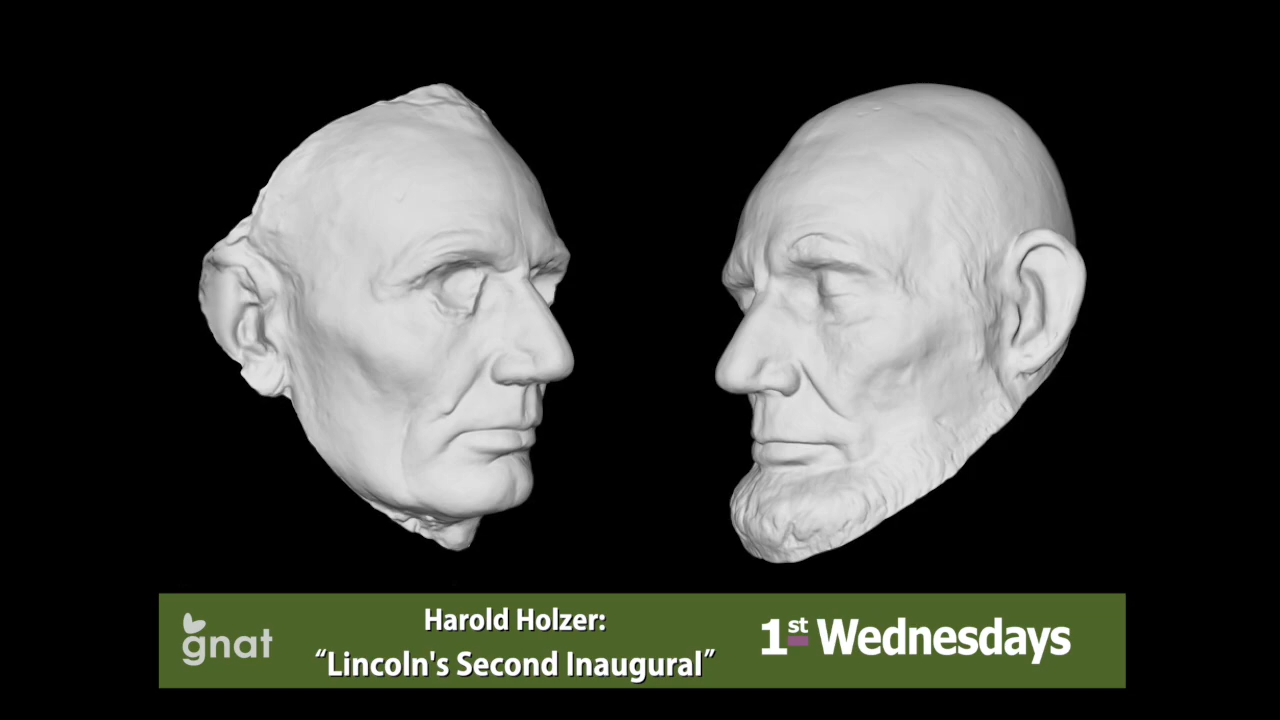 gnat
Harold Holzer:
“Lincoln's Second Inaugural”
1st Wednesdays